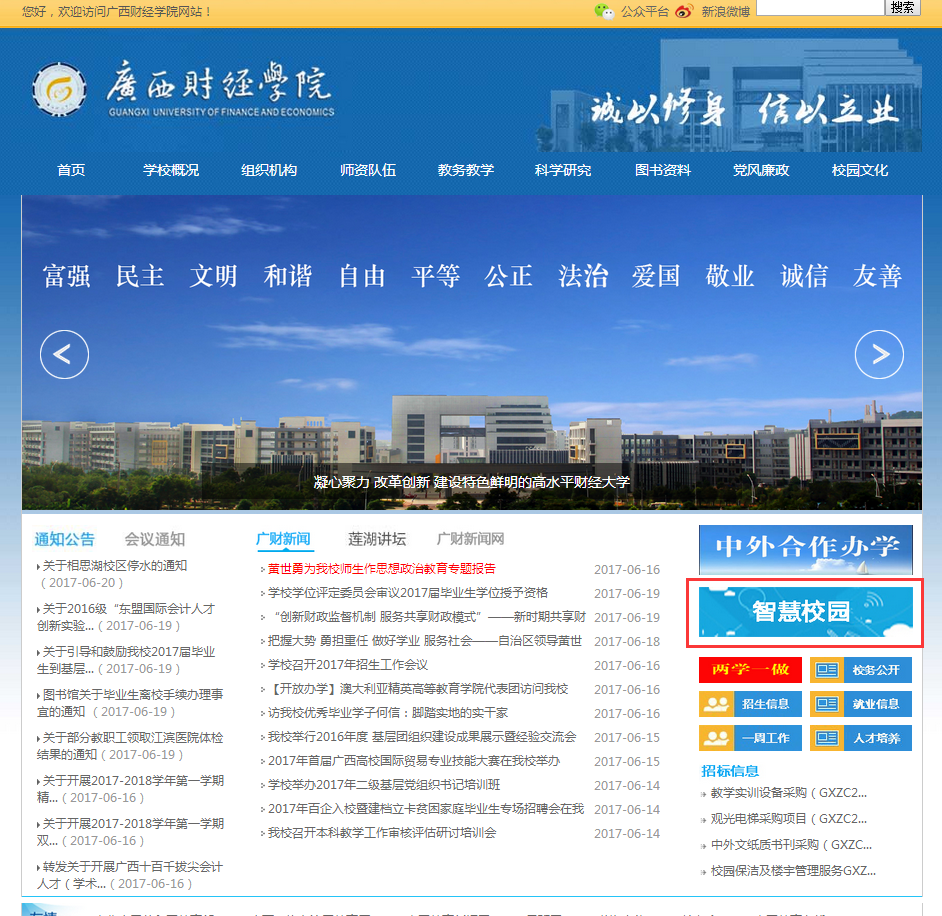 您好，欢迎访问广西财经学院网站！
公众平台 新浪微博 搜索
廣西财经學院
GUANGXI UNIVERSITY OF FINANCE AND ECONOMICS
诚以修身 信以立业
首页 学校概况 组织机构 师资队伍 教务教学 科学研究 图书资料 党风廉政 校园文化
富强 民主 文明 和谐 自由 平等 公正 法治 爱国 敬业 诚信 友善
凝心聚力 改革创新 建设特色鲜明的高水平财经大学
通知公告 会议通知
关于相思湖校区停水的通知
（2017-06-20）
关于2016级“东盟国际会计人才
创新实验...（2017-06-19）
关于引导和鼓励我校2017届毕业
生到基层...（2017-06-19）
图书馆关于毕业生离校手续办理事
宜的通知 （2017-06-19）
关于部分教职工领取江滨医院体检
结果的通知（2017-06-19）
关于开展2017-2018学年第一学期
精...（2017-06-16）
关于开展2017-2018学年第一学期
双...（2017-06-16）
转发关于开展广西十百千拔尖会计
人才（学术...（2017-06-16）
广财新闻 莲湖讲坛 广财新闻网
黄世勇为我校师生作思想政治教育专题报告 2017-06-16
学校学位评定委员会审议2017届毕业生学位授予资格 2017-06-19
“创新财政监督机制 服务共享财政模式”——新时期共享财 2017-06-19
把握大势 勇担重任 做好学业 服务社会——自治区领导黄世 2017-06-18
学校召开2017年招生工作会议 2017-06-16
【开放办学】澳大利亚精英高等教育学院代表团访问我校 2017-06-16
访我校优秀毕业学子何信：脚踏实地的实干家 2017-06-16
我校举行2016年度 基层团组织建设成果展示暨经验交流会 2017-06-15
2017年首届广西高校国际贸易专业技能大赛在我校举办 2017-06-15
学校举办2017年二级基层党组织书记培训班 2017-06-14
2017年百企入校暨建档立卡贫困家庭毕业生专场招聘会在我 2017-06-14
我校召开本科教学工作审核评估研讨培训会 2017-06-14
中外合作办学
智慧校园
两学一做 校务公开
招生信息 就业信息
一周工作 人才培养
招标信息
教学实训设备采购（GXZC2...
观光电梯采购项目（GXZC2...
中外文纸质书刊采购（GXZC...
校园保洁及楼宇管理服务GXZ...